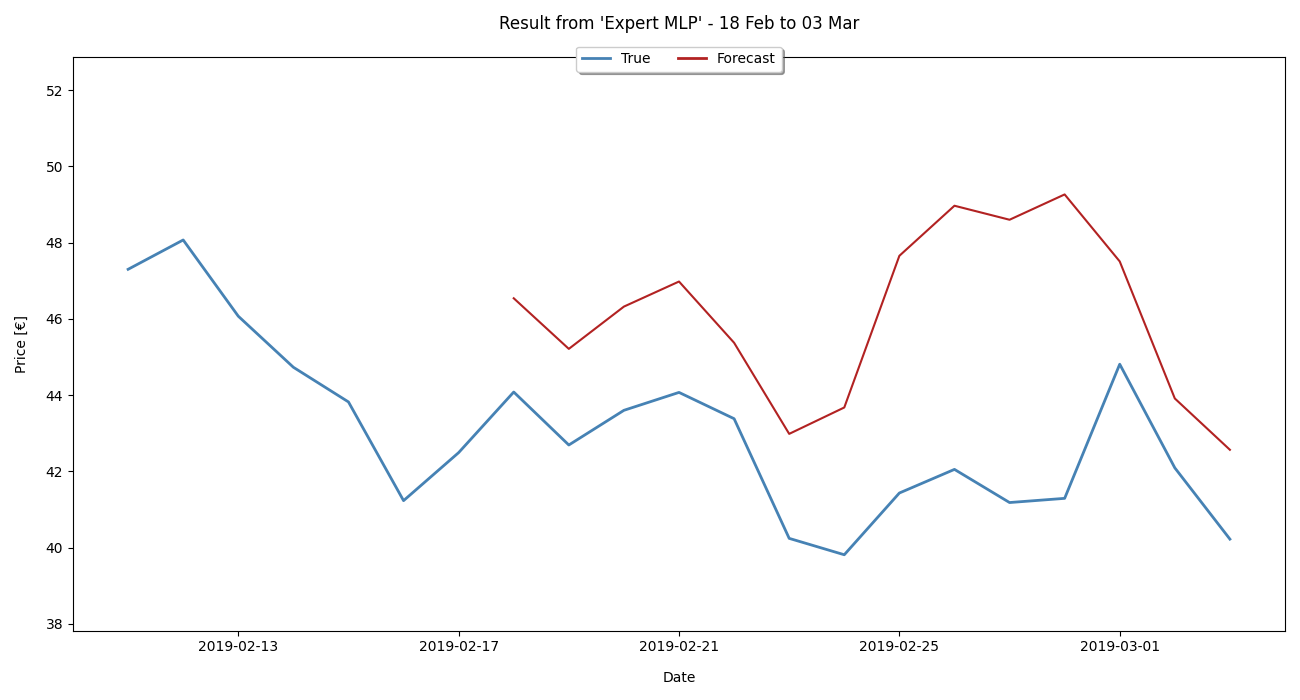 Result from 'Expert MLP' - 18 Feb to 03 Mar
True
Forecast
52
50
48
46
44
42
40
38
Price [€]
2019-02-13
2019-02-17
2019-02-21
2019-02-25
2019-03-01
Date